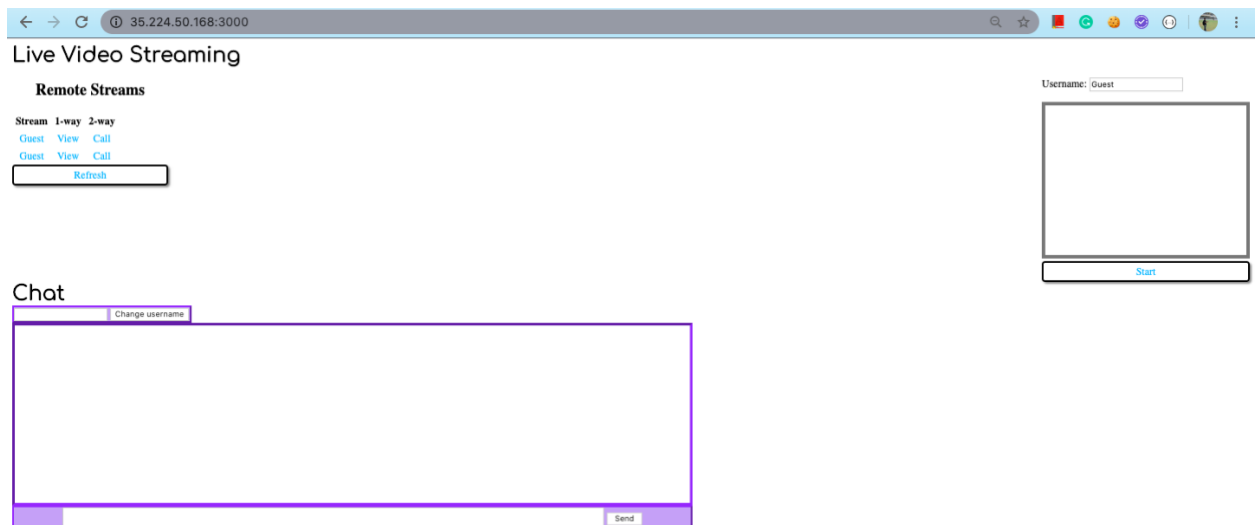 35.224.50.168:3000
Live Video Streaming
Remote Streams
Stream 1-way 2-way
Guest View Call
Guest View Call
Refresh
Username: Guest
Start
Chat
Change username
Send